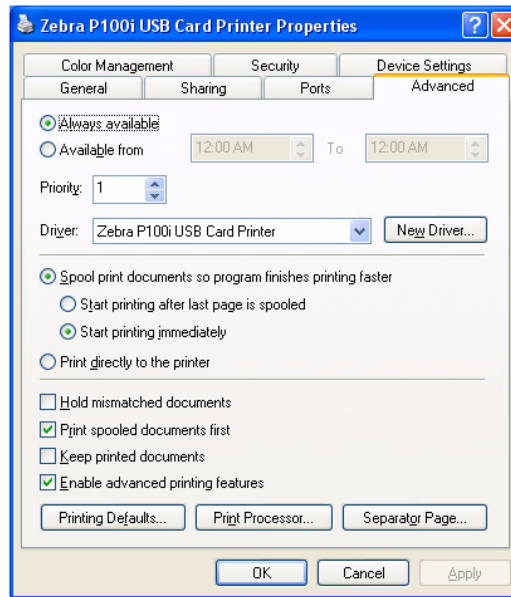 Zebra P100i USB Card Printer Properties
Color Management Security Device Settings
General Sharing Ports Advanced
Always available
Available from 12:00 AM To 12:00 AM
Priority: 1
Driver: Zebra P100i USB Card Printer New Driver...
Spool print documents so program finishes printing faster
Start printing after last page is spooled
Start printing immediately
Print directly to the printer
Hold mismatched documents
Print spooled documents first
Keep printed documents
Enable advanced printing features
Printing Defaults... Print Processor... Separator Page...
OK Cancel Apply